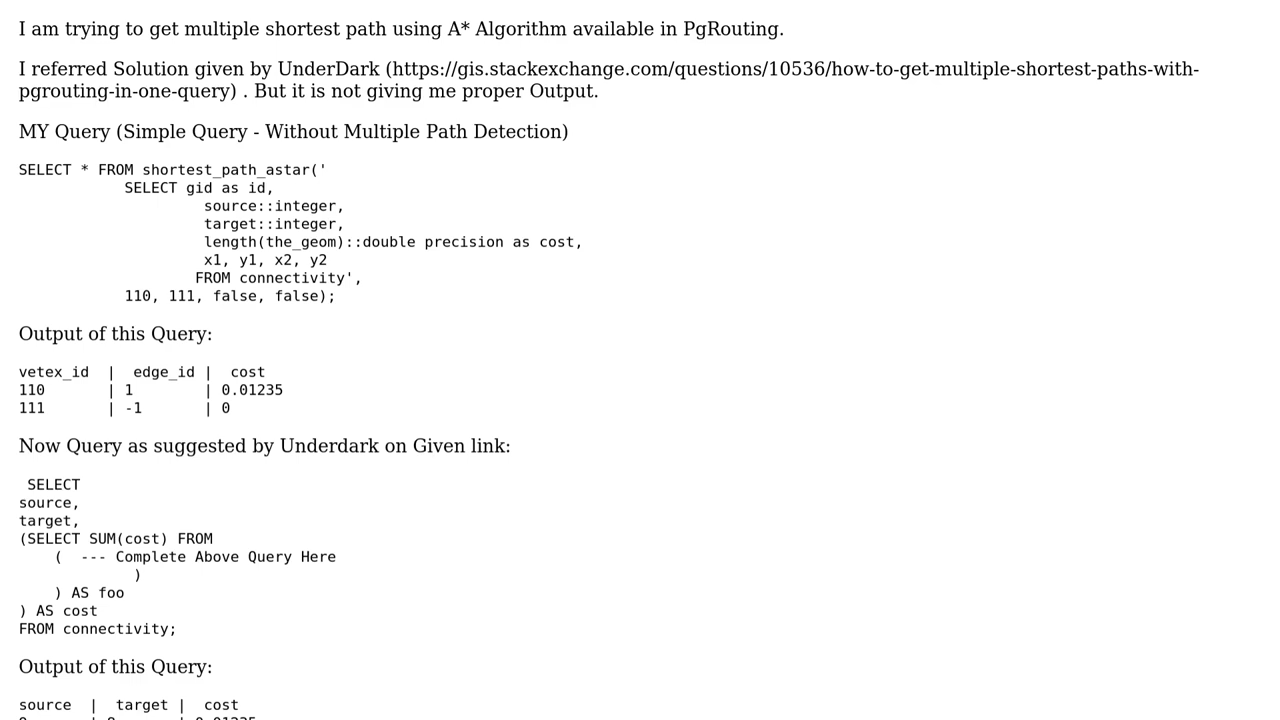 I am trying to get multiple shortest path using A* Algorithm available in PgRouting.
I referred Solution given by UnderDark (https://gis.stackexchange.com/questions/10536/how-to-get-multiple-shortest-paths-with-
pgrouting-in-one-query) . But it is not giving me proper Output.
MY Query (Simple Query - Without Multiple Path Detection)
SELECT * FROM shortest_path_astar('
            SELECT gid as id,
                     source::integer,
                     target::integer,
                     length(the_geom)::double precision as cost,
                     x1, y1, x2, y2
                    FROM connectivity',
            110, 111, false, false);
Output of this Query:
vetex_id  |  edge_id |  cost
110       | 1        | 0.01235
111       | -1       | 0
Now Query as suggested by Underdark on Given link:
 SELECT
source,
target,
(SELECT SUM(cost) FROM
    (  --- Complete Above Query Here
             )
    ) AS foo
) AS cost
FROM connectivity;
Output of this Query:
source  |  target |  cost